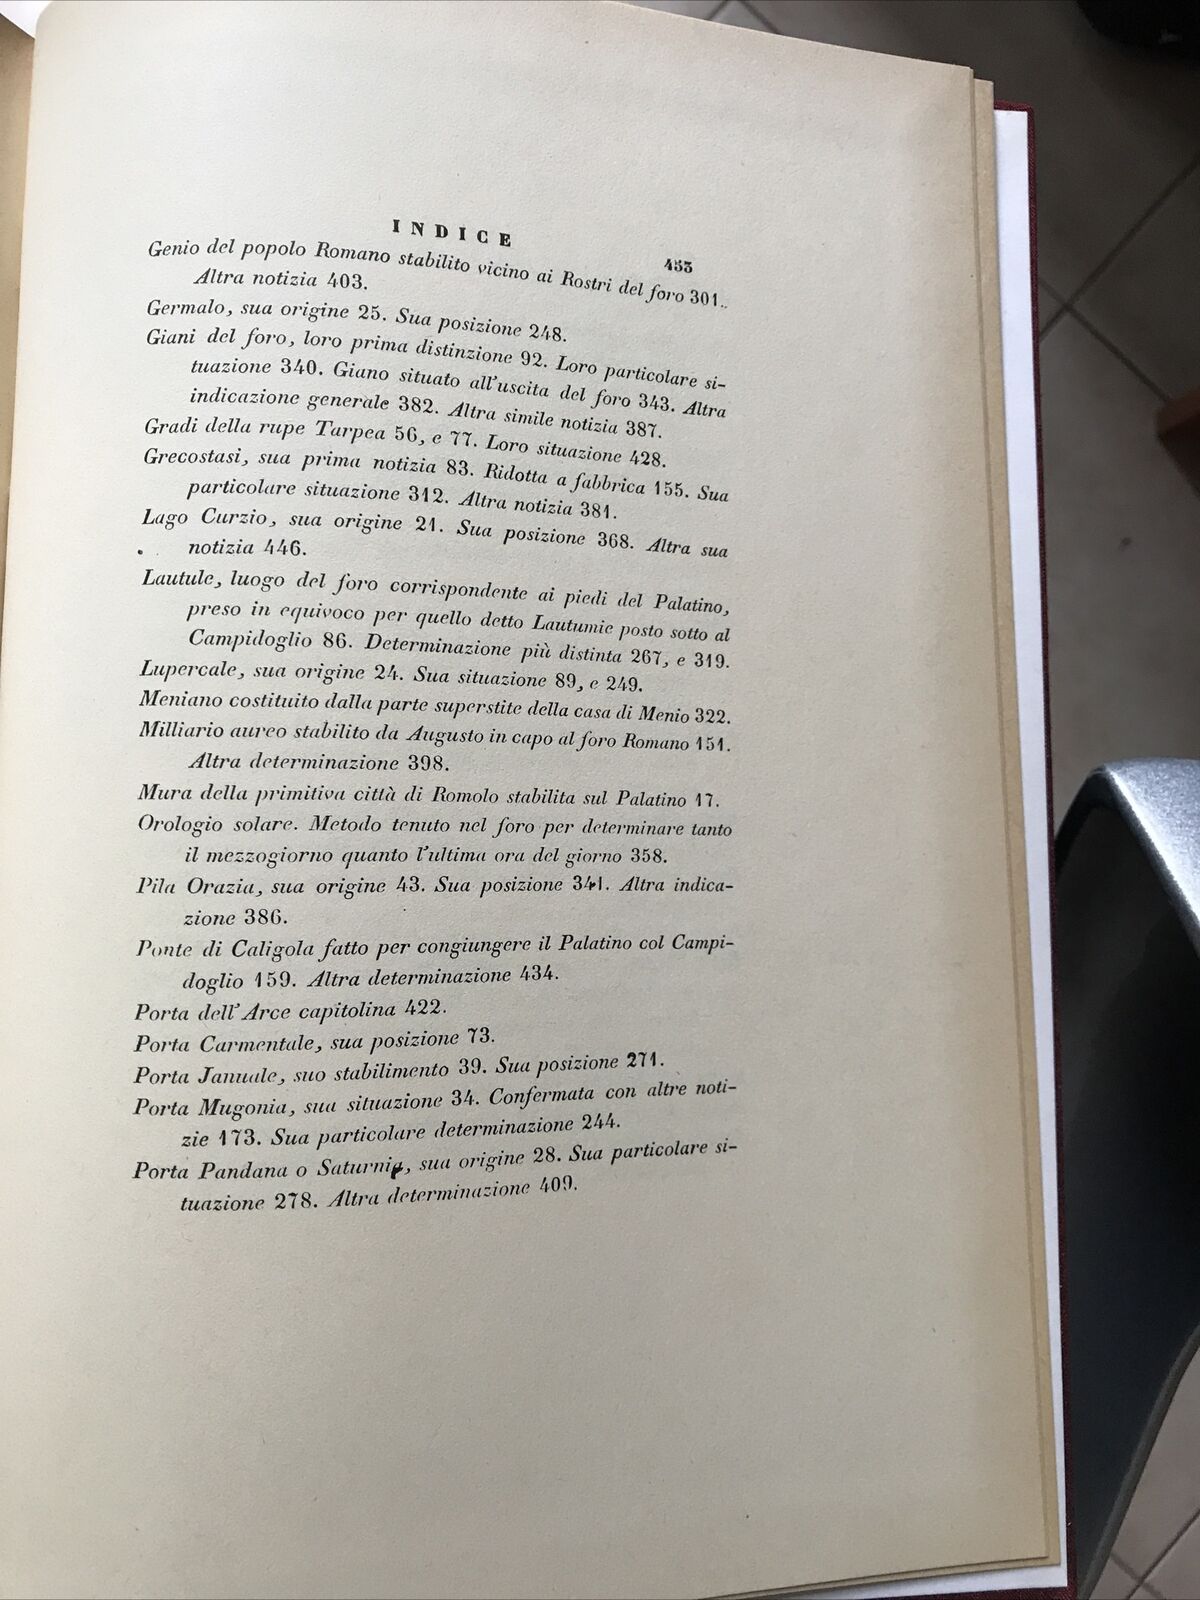 INDICE
453
Genio del popolo Romano stabilito vicino ai Rostri del foro 301.
Altra notizia 403.
Germalo, sua origine 25. Sua posizione 248.
Giani del foro, loro prima distinzione 92. Loro particolare si-
tuazione 340. Giano situato all'uscita del foro 343. Altra
indicazione generale 382. Altra simile notizia 387.
Gradi della rupe Tarpea 56, e 77. Loro situazione 428.
Grecostasi, sua prima notizia 83. Ridotta a fabbrica 155. Sua
particolare situazione 312. Altra notizia 381.
Lago Curzio, sua origine 21. Sua posizione 368. Altra sua
notizia 446.
Lautule, luogo del foro corrispondente ai piedi del Palatino,
preso in equivoco per quello detto Lautumie posto sotto al
Campidoglio 86. Determinazione più distinta 267, e 319.
Lupercale, sua origine 24. Sua situazione 89, e 249.
Meniano costituito dalla parte superstite della casa di Menio 322.
Milliario aureo stabilito da Augusto in capo al foro Romano 151.
Altra determinazione 398.
Mura della primitiva città di Romolo stabilita sul Palatino 17.
Orologio solare. Metodo tenuto nel foro per determinare tanto
il mezzogiorno quanto l'ultima ora del giorno 358.
Pila Orazia, sua origine 43. Sua posizione 341. Altra indica-
zione 386.
Ponte di Caligola fatto per congiungere il Palatino col Campi-
doglio 159. Altra determinazione 434.
Porta dell'Arce capitolina 422.
Porta Carmentale, sua posizione 73.
Porta Januale, suo stabilimento 39. Sua posizione 271.
Porta Mugonia, sua situazione 34. Confermata con altre noti-
zie 173. Sua particolare determinazione 244.
Porta Pandana o Saturnia, sua origine 28. Sua particolare si-
tuazione 278. Altra determinazione 409.